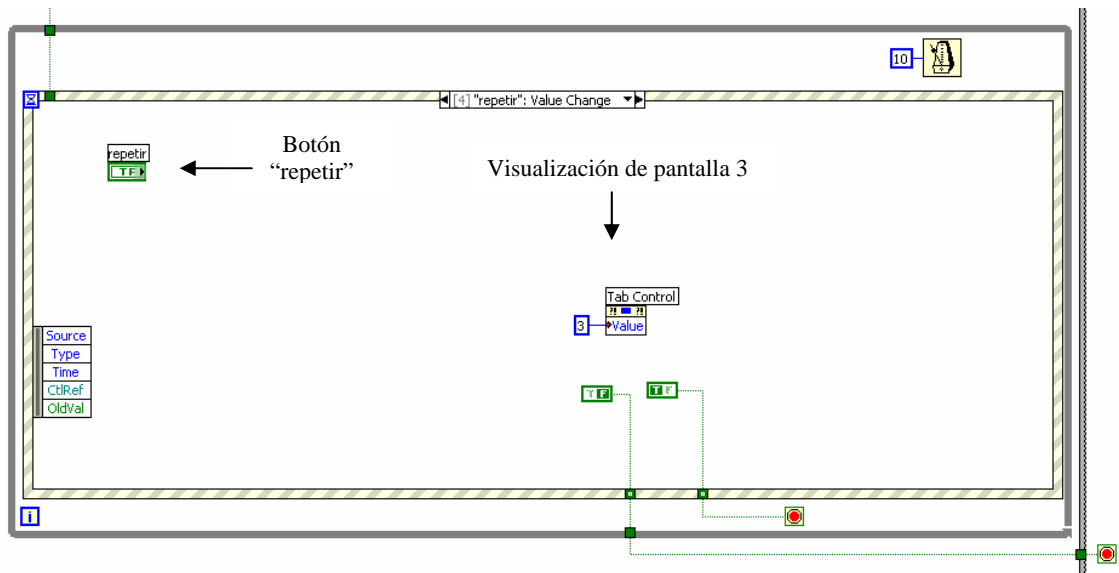 10
[4] "repetir": Value Change
repetir
TF
Botón
“repetir”
Visualización de pantalla 3
Tab Control
?! ?!
3
Value
Source
Type
Time
CtlRef
OldVal
F
T
i